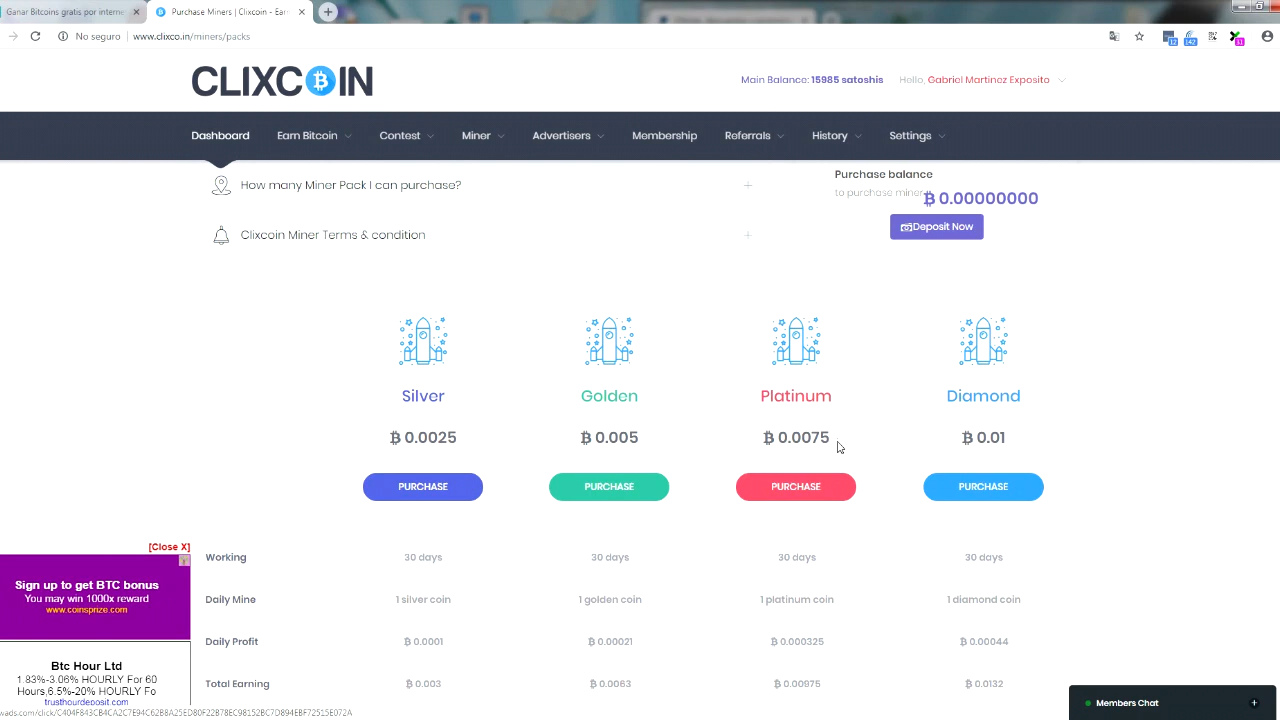 Ganar Bitcoins gratis por interne
Purchase Miners | Clixcoin - Ear
No seguro
www.clixco.in/miners/packs
12
142
31
CLIXCOIN
Main Balance: 15985 satoshis
Hello, Gabriel Martinez Exposito
Dashboard
Earn Bitcoin
Contest
Miner
Advertisers
Membership
Referrals
History
Settings
How many Miner Pack I can purchase?
Clixcoin Miner Terms & condition
Purchase balance
to purchase miner
₿ 0.00000000
Deposit Now
Silver
Golden
Platinum
Diamond
₿ 0.0025
₿ 0.005
₿ 0.0075
₿ 0.01
PURCHASE
PURCHASE
PURCHASE
PURCHASE
Working
30 days
30 days
30 days
30 days
Daily Mine
1 silver coin
1 golden coin
1 platinum coin
1 diamond coin
Daily Profit
₿ 0.0001
₿ 0.00021
₿ 0.000325
₿ 0.00044
Total Earning
₿ 0.003
₿ 0.0063
₿ 0.00975
₿ 0.0132
[Close X]
Sign up to get BTC bonus
You may win 1000x reward
www.coinsprize.com
Btc Hour Ltd
1.83%-3.06% HOURLY For 60
Hours,6.5%-20% HOURLY Fo
trusthourdeposit.com
wads.com/click/C404F843CB4CA2C7E94C62B8A25ED80F22B78EC98152BC7D894EBF72515E072A
Members Chat